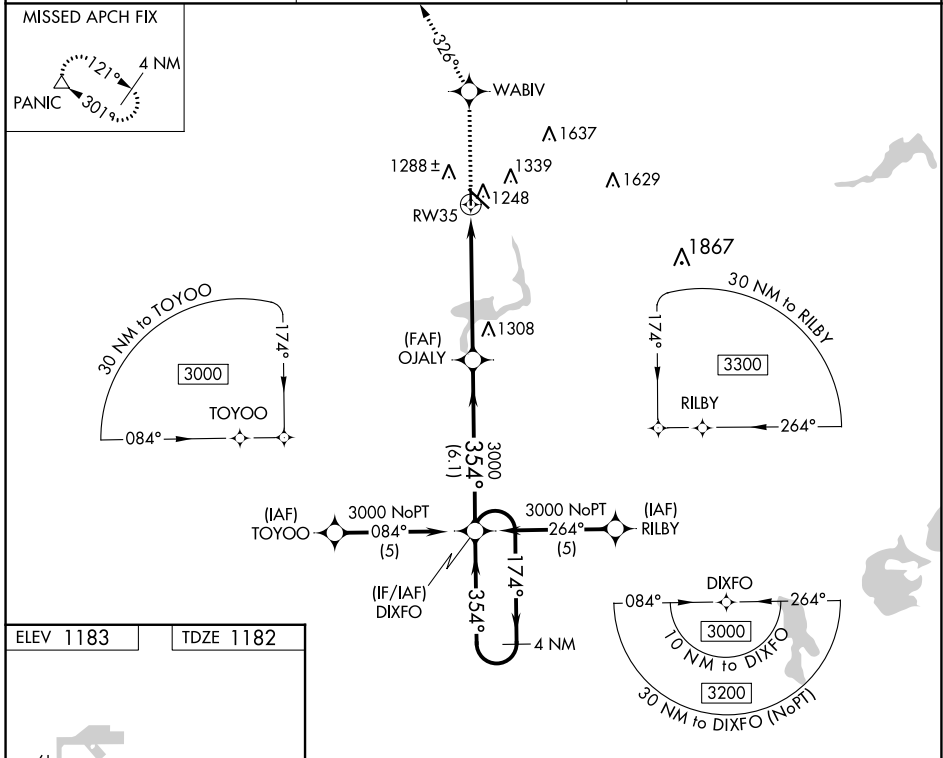 MISSED APCH FIX
121°
4 NM
PANIC
301°
326°
WABIV
1637
1288 ±
1339
1629
1248
RW35
1867
30 NM to TOYOO
174°
3000
TOYOO
084°
1308
(FAF)
OJALY
30 NM to RILBY
174°
3300
RILBY
264°
3000
354°
(6.1)
(IAF)
TOYOO
3000 NoPT
084°
(5)
3000 NoPT
264°
(5)
(IAF)
RILBY
(IF/IAF)
DIXFO
354°
174°
4 NM
DIXFO
084°
264°
3000
10 NM to DIXFO
3200
30 NM to DIXFO (NoPT)
ELEV 1183
TDZE 1182